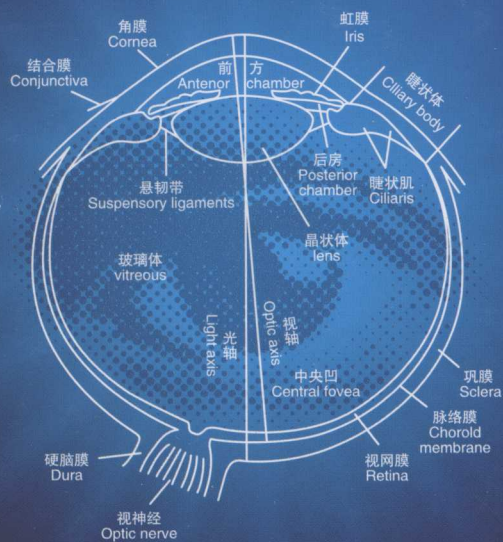 角膜
Cornea
虹膜
Iris
结合膜
Conjunctiva
前方
Antenor chamber
睫状体
Ciliary body
后房
Posterior
chamber
睫状肌
Ciliaris
悬韧带
Suspensory ligaments
晶状体
lens
玻璃体
vitreous
光轴
Light axis
视轴
Optic axis
中央凹
Central fovea
巩膜
Sclera
脉络膜
Chorold
membrane
视网膜
Retina
硬脑膜
Dura
视神经
Optic nerve